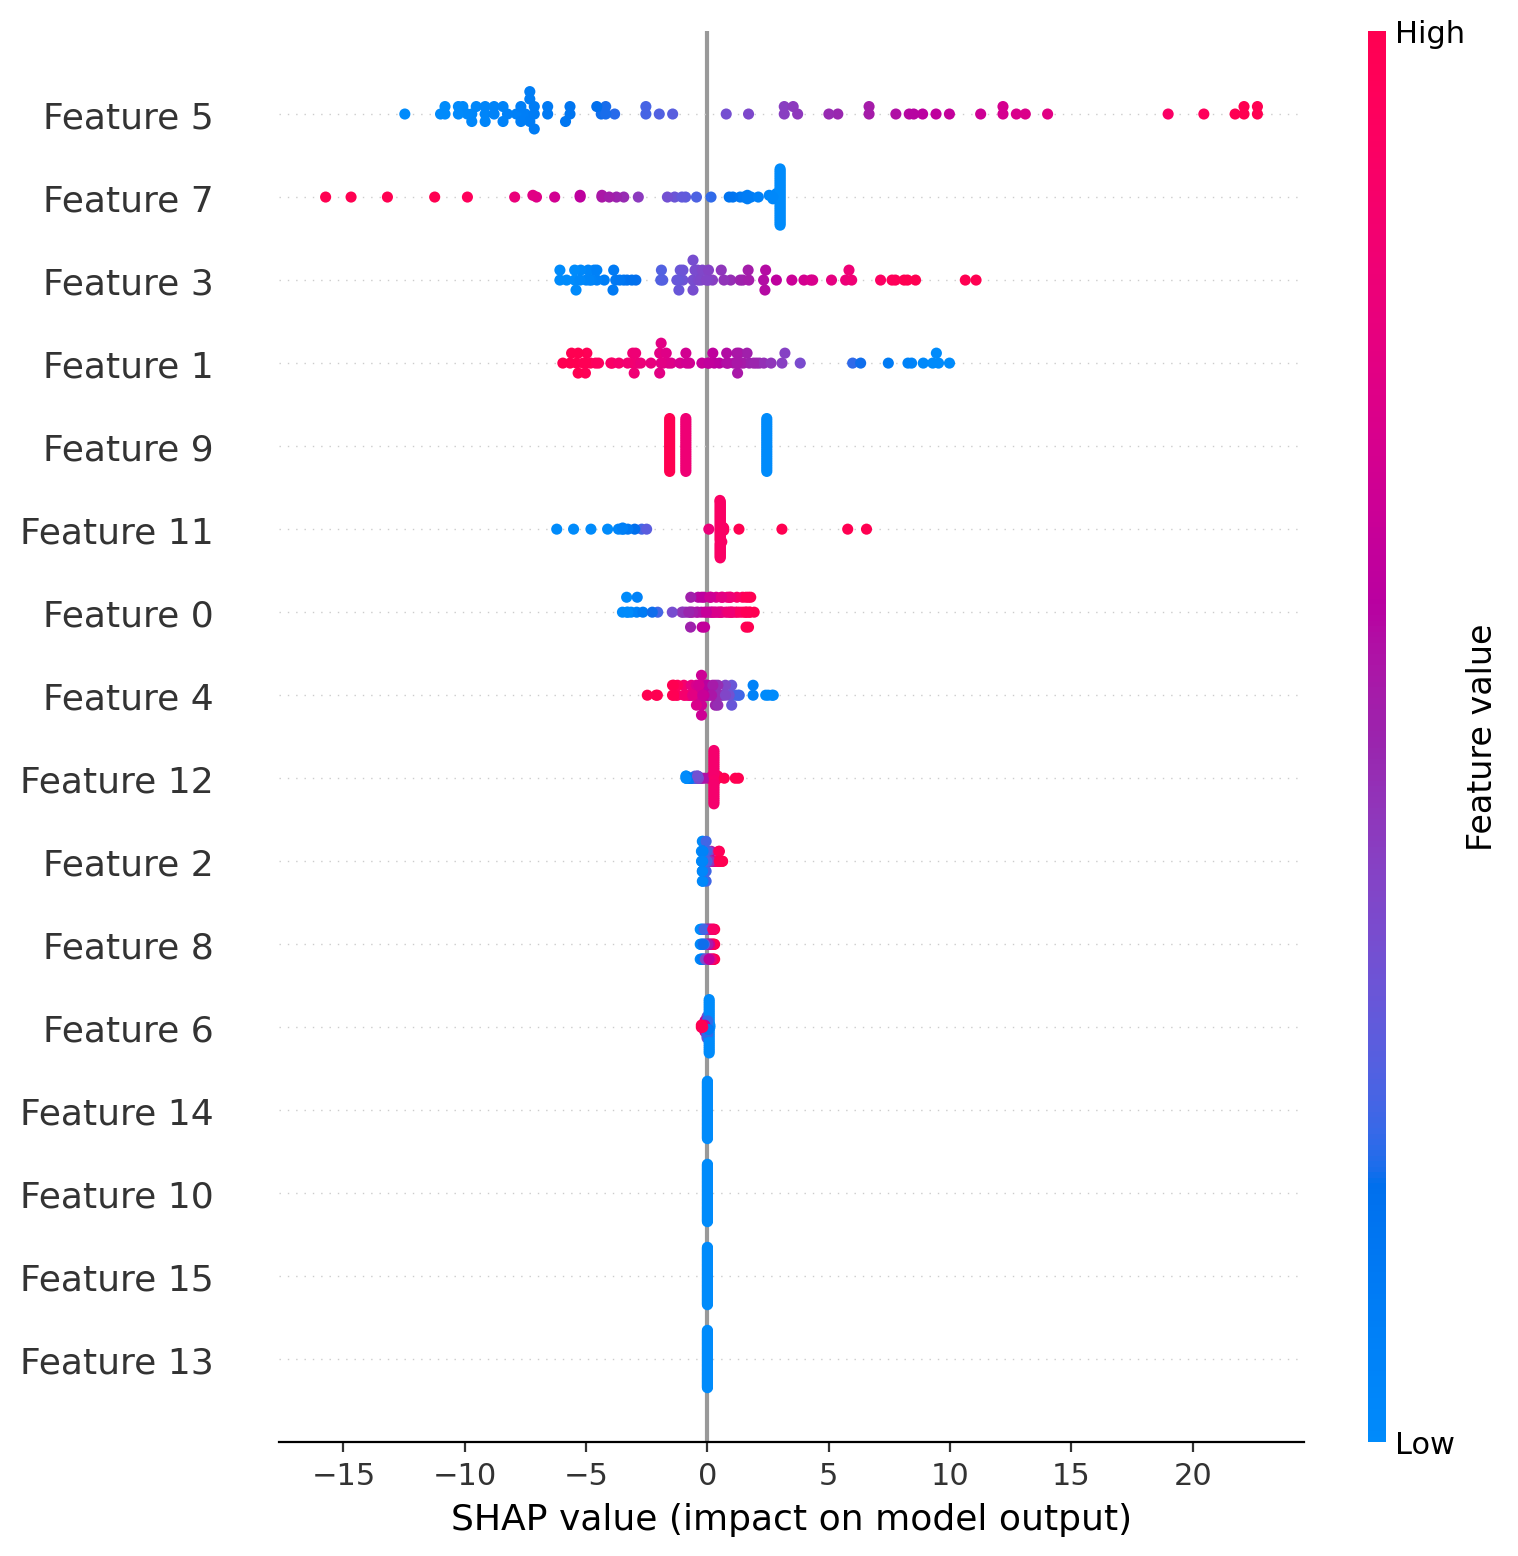 High
Feature 5
Feature 7
Feature 3
Feature 1
Feature 9
Feature 11
Feature 0
Feature 4
Feature 12
Feature 2
Feature 8
Feature 6
Feature 14
Feature 10
Feature 15
Feature 13
Feature value
Low
−15 −10 −5 0 5 10 15 20
SHAP value (impact on model output)